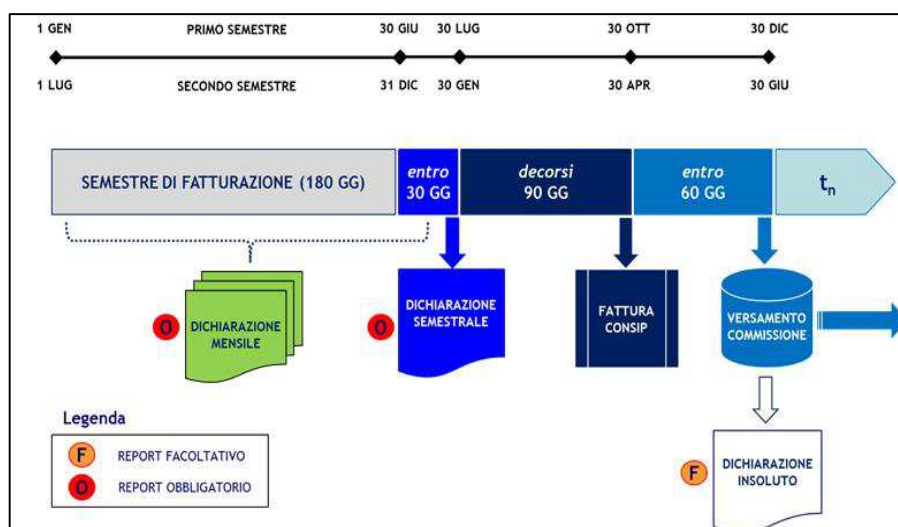 1 GEN PRIMO SEMESTRE 30 GIU 30 LUG 30 OTT 30 DIC
1 LUG SECONDO SEMESTRE 31 DIC 30 GEN 30 APR 30 GIU
SEMESTRE DI FATTURAZIONE (180 GG)
entro
30 GG
decorsi
90 GG
entro
60 GG
tn
O
DICHIARAZIONE
MENSILE
O
DICHIARAZIONE
SEMESTRALE
FATTURA
CONSIP
VERSAMENTO
COMMISSIONE
Legenda
F REPORT FACOLTATIVO
O REPORT OBBLIGATORIO
F
DICHIARAZIONE
INSOLUTO